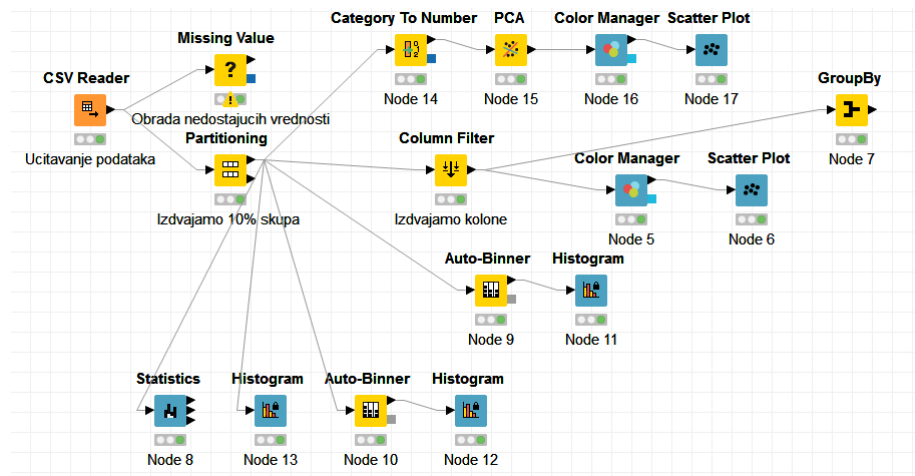 Category To Number
PCA
Color Manager
Scatter Plot
Node 14
Node 15
Node 16
Node 17
Missing Value
?
Obrada nedostajucih vrednosti
CSV Reader
Ucitavanje podataka
GroupBy
Node 7
Partitioning
Izdvajamo 10% skupa
Column Filter
Izdvajamo kolone
Color Manager
Scatter Plot
Node 5
Node 6
Auto-Binner
Histogram
Node 9
Node 11
Statistics
Histogram
Auto-Binner
Histogram
Node 8
Node 13
Node 10
Node 12